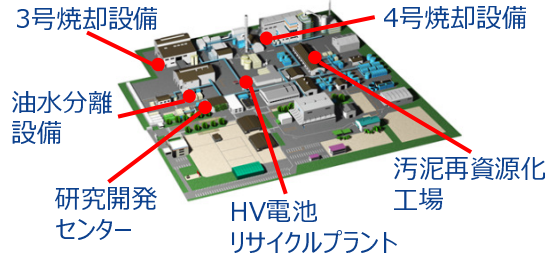 3号焼却設備
4号焼却設備
油水分離
設備
汚泥再資源化
工場
研究開発
センター
HV電池
リサイクルプラント